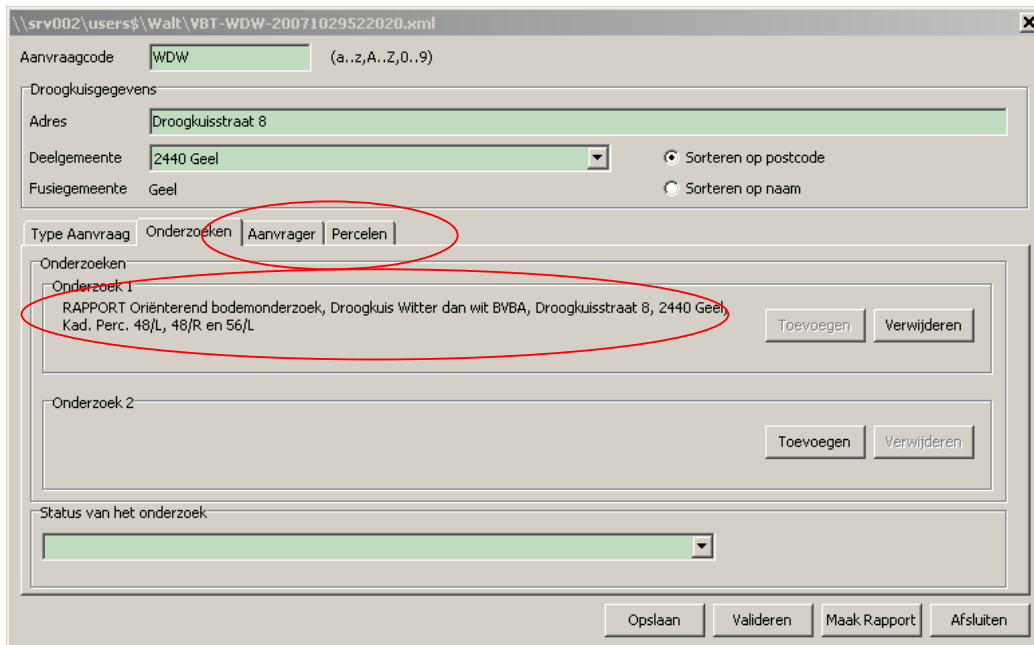 \\srv002\users$\Walt\VBT-WDW-20071029522020.xml
Aanvraagcode WDW (a..z,A..Z,0..9)
Droogkuisgegevens
Adres Droogkuisstraat 8
Deelgemeente 2440 Geel Sorteren op postcode
Fusiegemeente Geel Sorteren op naam
Type Aanvraag Onderzoeken Aanvrager Percelen
Onderzoeken
Onderzoek 1
RAPPORT Oriënterend bodemonderzoek, Droogkuis Witter dan wit BVBA, Droogkuisstraat 8, 2440 Geel,
Kad. Perc. 48/L, 48/R en 56/L
Toevoegen Verwijderen
Onderzoek 2
Toevoegen Verwijderen
Status van het onderzoek
Opslaan Valideren Maak Rapport Afsluiten